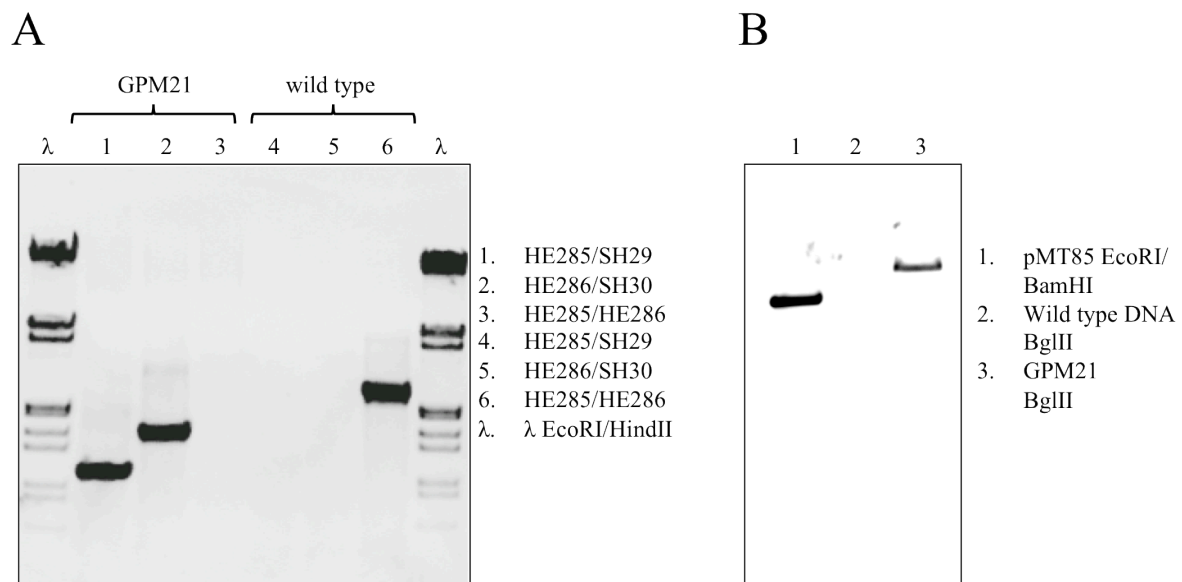 A
GPM21
wild type
λ 1 2 3 4 5 6 λ
1. HE285/SH29
2. HE286/SH30
3. HE285/HE286
4. HE285/SH29
5. HE286/SH30
6. HE285/HE286
λ. λ EcoRI/HindII
B
1 2 3
1. pMT85 EcoRI/
BamHI
2. Wild type DNA
BglII
3. GPM21
BglII